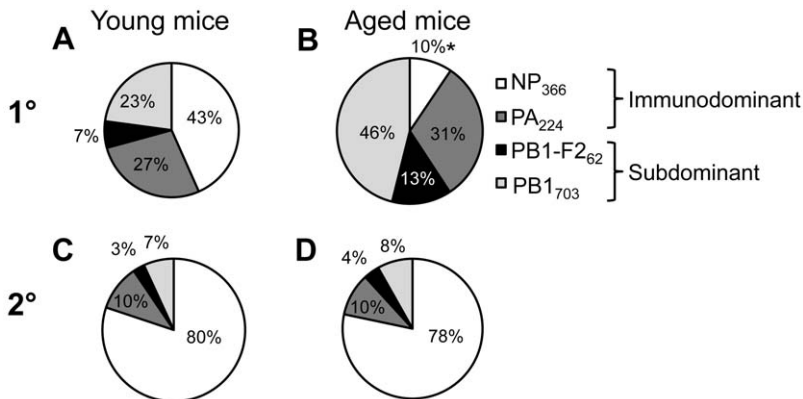 Young mice
Aged mice
A
B
1°
23%
43%
7%
27%
10%*
46%
31%
13%
NP366
PA224
PB1-F262
PB1703
Immunodominant
Subdominant
C
D
2°
3%
7%
10%
80%
4%
8%
10%
78%